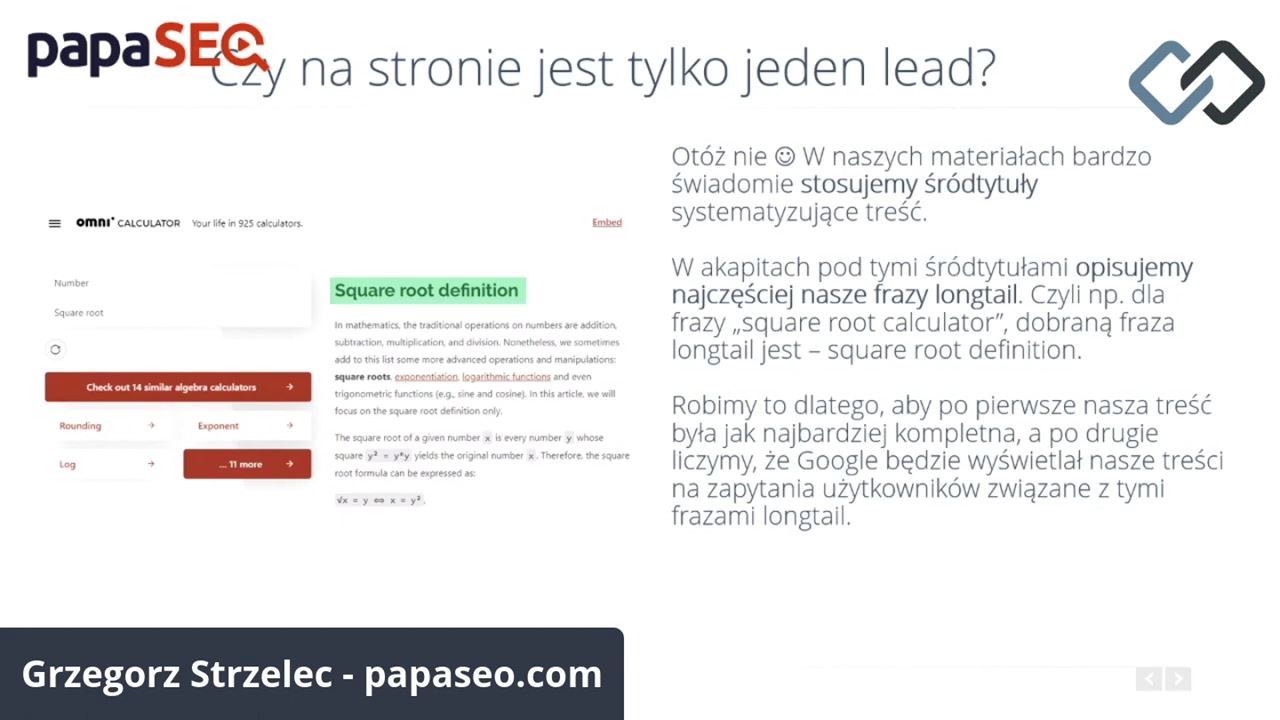 papaSEO
Czy na stronie jest tylko jeden lead?
omni CALCULATOR Your life in 925 calculators. Embed
Number
Square root
Check out 14 similar algebra calculators →
Rounding → Exponent →
Log → ... 11 more →
Square root definition
In mathematics, the traditional operations on numbers are addition,
subtraction, multiplication, and division. Nonetheless, we sometimes
add to this list some more advanced operations and manipulations:
square roots, exponentiation, logarithmic functions and even
trigonometric functions (e.g., sine and cosine). In this article, we will
focus on the square root definition only.
The square root of a given number x is every number y whose
square y² = y*y yields the original number x. Therefore, the square
root formula can be expressed as:
√x = y ⟺ x = y².
Otóż nie ☺ W naszych materiałach bardzo
świadomie stosujemy śródtytuły
systematyzujące treść.
W akapitach pod tymi śródtytułami opisujemy
najczęściej nasze frazy longtail. Czyli np. dla
frazy „square root calculator”, dobraną fraza
longtail jest – square root definition.
Robimy to dlatego, aby po pierwsze nasza treść
była jak najbardziej kompletna, a po drugie
liczymy, że Google będzie wyświetlał nasze treści
na zapytania użytkowników związane z tymi
frazami longtail.
Grzegorz Strzelec - papaseo.com